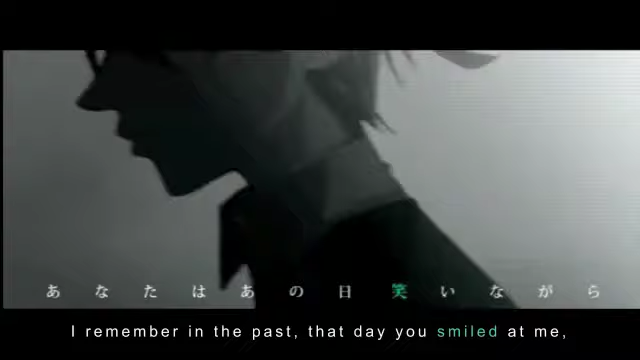 あなたはあの日笑いながら
I remember in the past, that day you smiled at me,